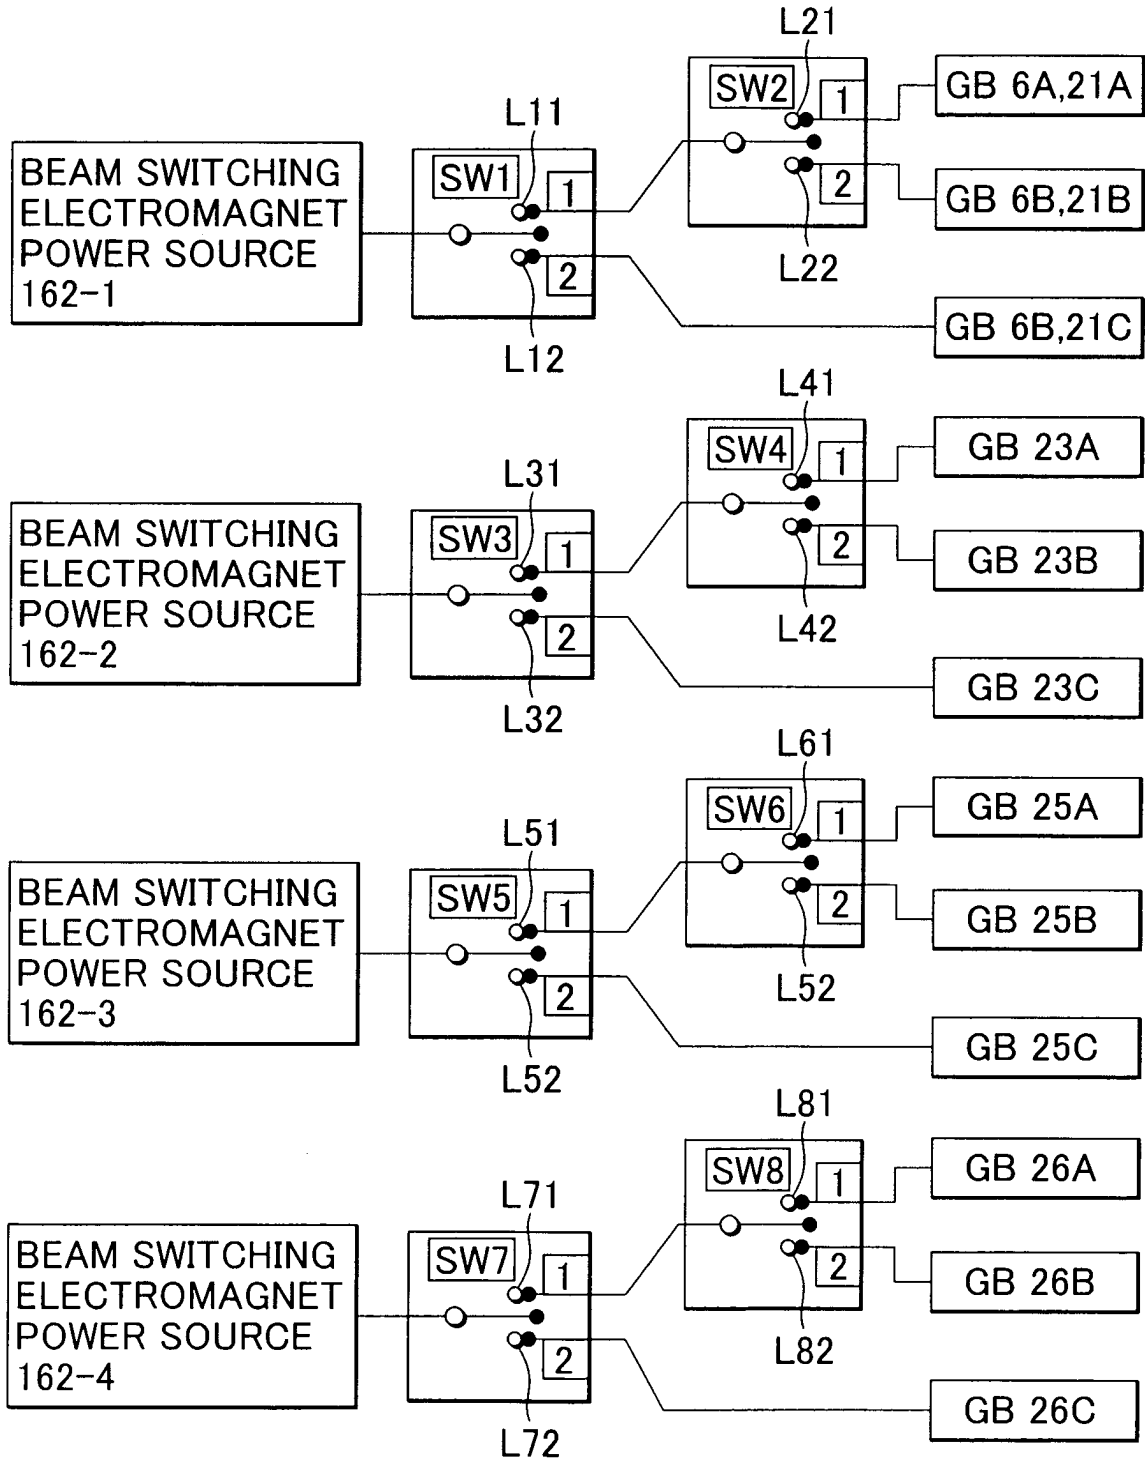 L21
SW2
1
GB 6A,21A
L11
BEAM SWITCHING
ELECTROMAGNET
POWER SOURCE
162-1
SW1
1
2
GB 6B,21B
L22
2
L12
GB 6B,21C
L41
SW4
1
GB 23A
L31
BEAM SWITCHING
ELECTROMAGNET
POWER SOURCE
162-2
SW3
1
2
GB 23B
L42
2
L32
GB 23C
L61
SW6
1
GB 25A
L51
BEAM SWITCHING
ELECTROMAGNET
POWER SOURCE
162-3
SW5
1
2
GB 25B
L52
2
L52
GB 25C
L81
SW8
1
GB 26A
L71
BEAM SWITCHING
ELECTROMAGNET
POWER SOURCE
162-4
SW7
1
2
GB 26B
L82
2
L72
GB 26C